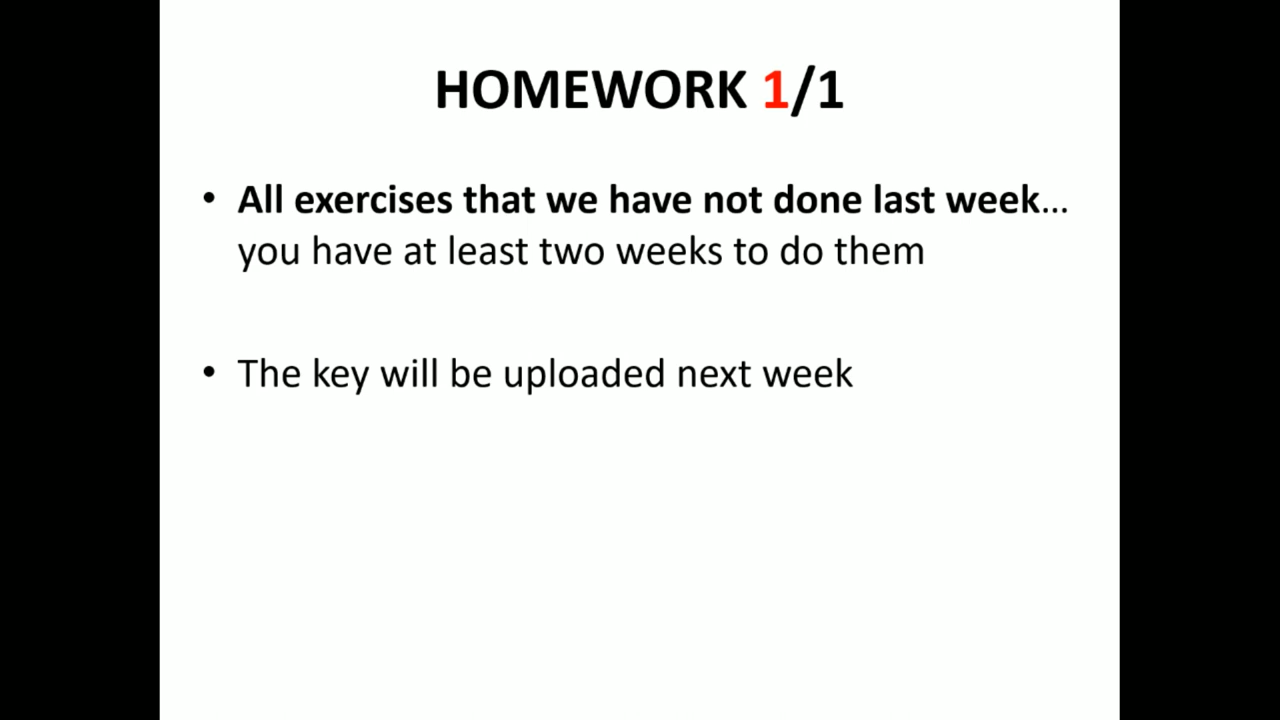 HOMEWORK 1/1
• All exercises that we have not done last week…
you have at least two weeks to do them
• The key will be uploaded next week